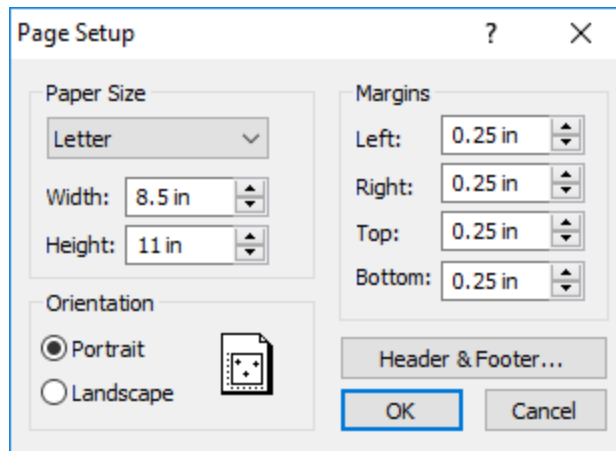 Page Setup ?
Paper Size
Letter
Width: 8.5 in
Height: 11 in
Orientation
Portrait
Landscape
Margins
Left: 0.25 in
Right: 0.25 in
Top: 0.25 in
Bottom: 0.25 in
Header & Footer...
OK Cancel